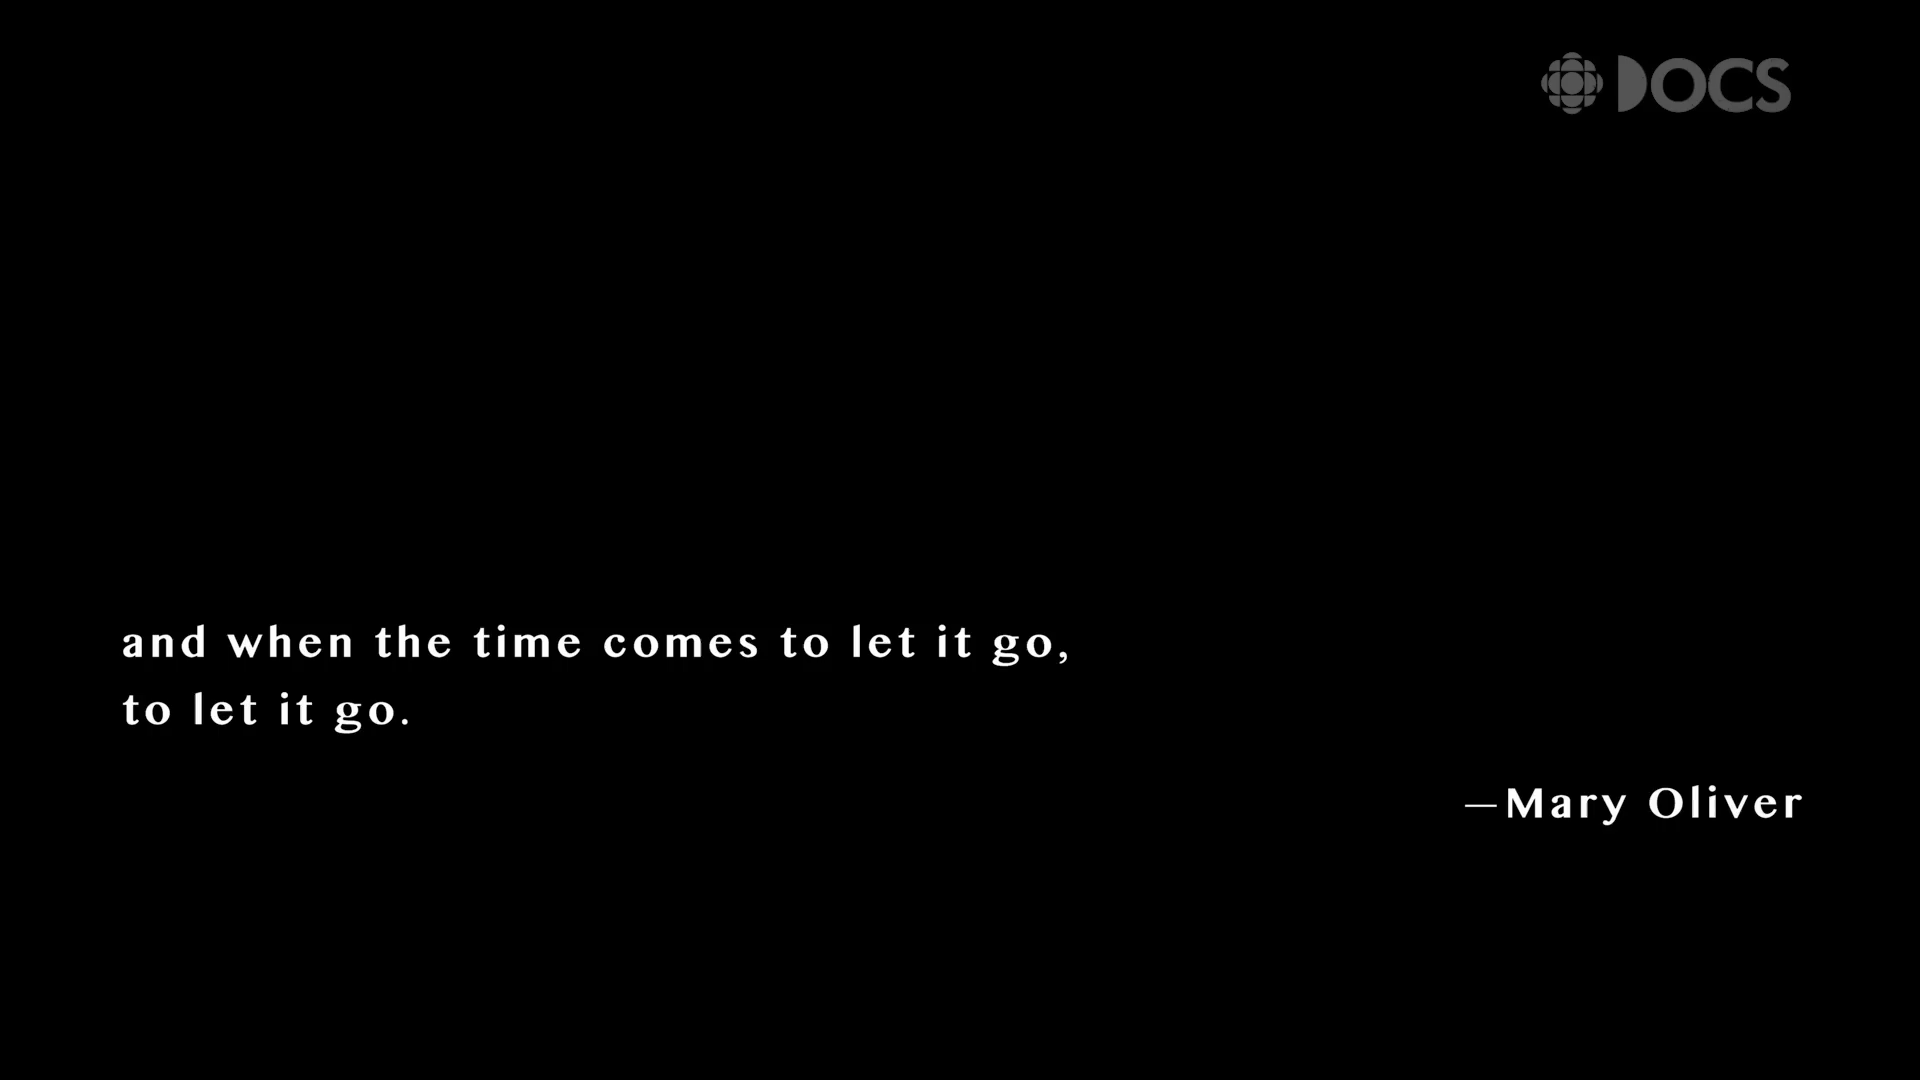 DOCS
and when the time comes to let it go,
to let it go.
—Mary Oliver